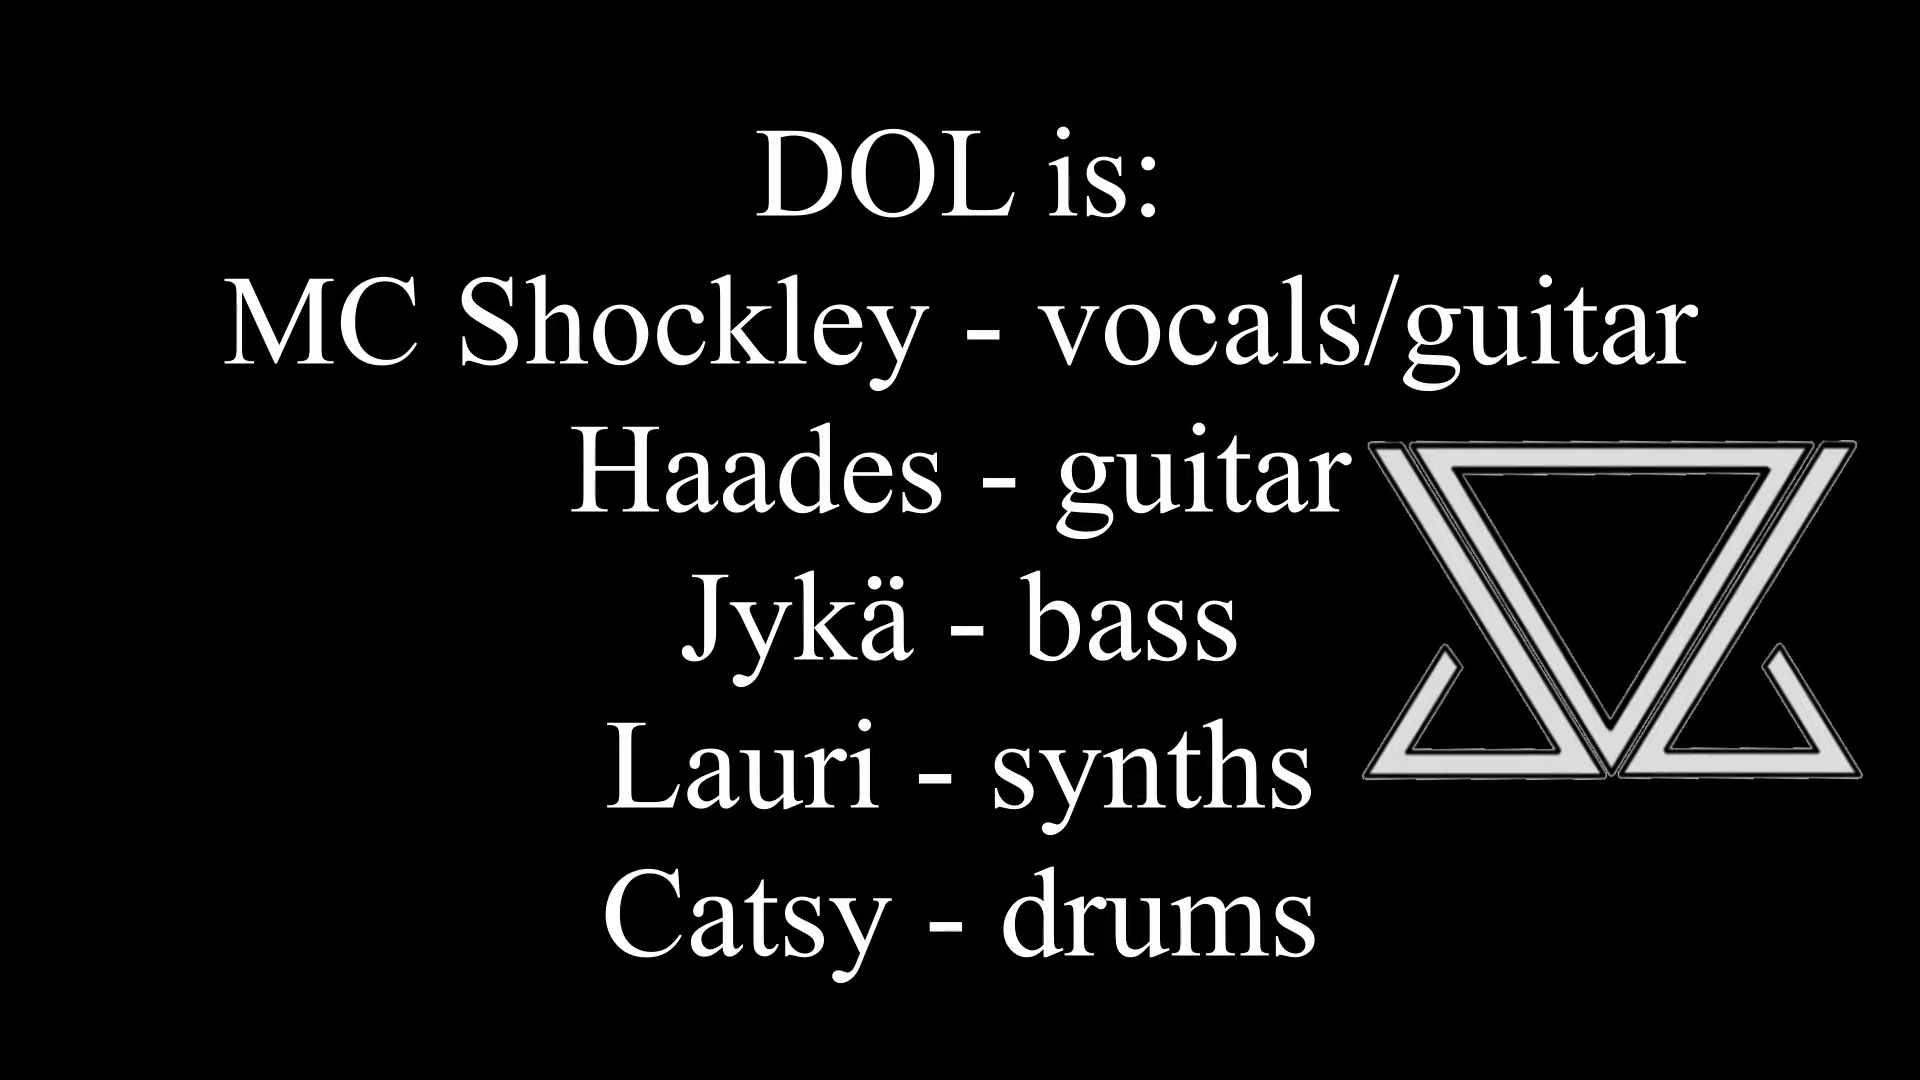 DOL is:
MC Shockley - vocals/guitar
Haades - guitar
Jykä - bass
Lauri - synths
Catsy - drums